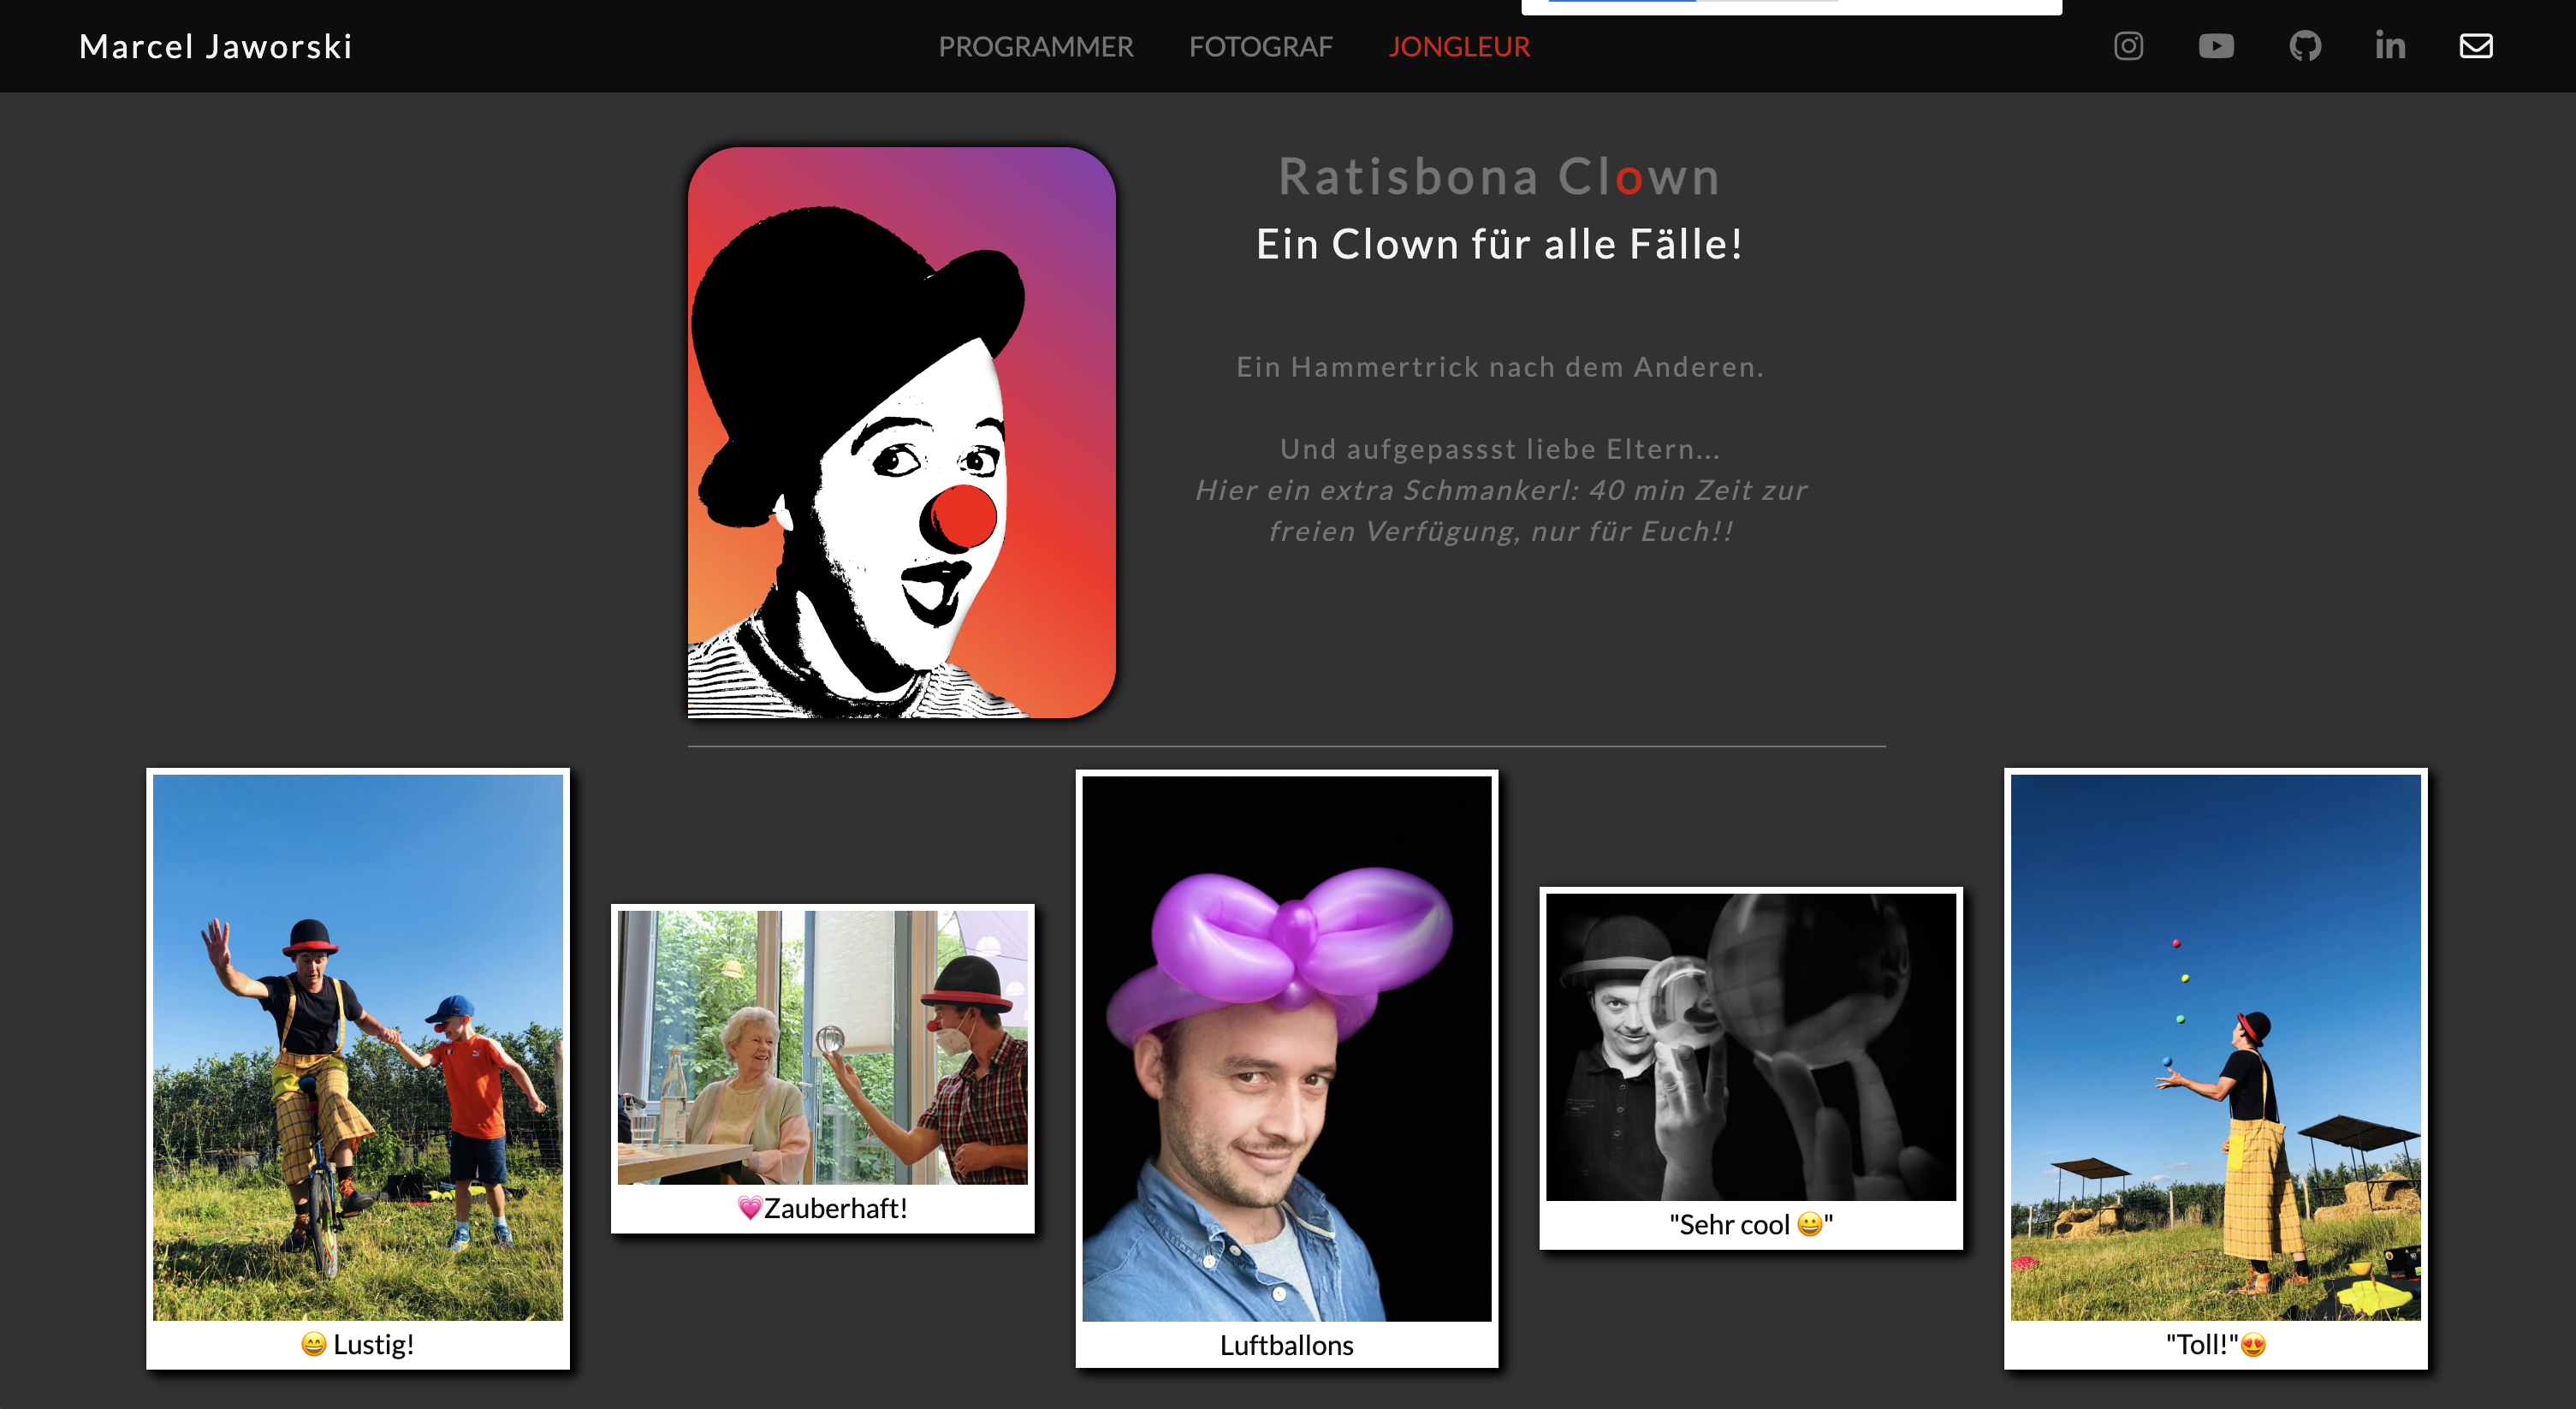 Marcel Jaworski
PROGRAMMER
FOTOGRAF
JONGLEUR
Ratisbona Clown
Ein Clown für alle Fälle!
Ein Hammertrick nach dem Anderen.
Und aufgepassst liebe Eltern...
Hier ein extra Schmankerl: 40 min Zeit zur
freien Verfügung, nur für Euch!!
😄 Lustig!
💗Zauberhaft!
Luftballons
"Sehr cool 😀"
"Toll!"😍